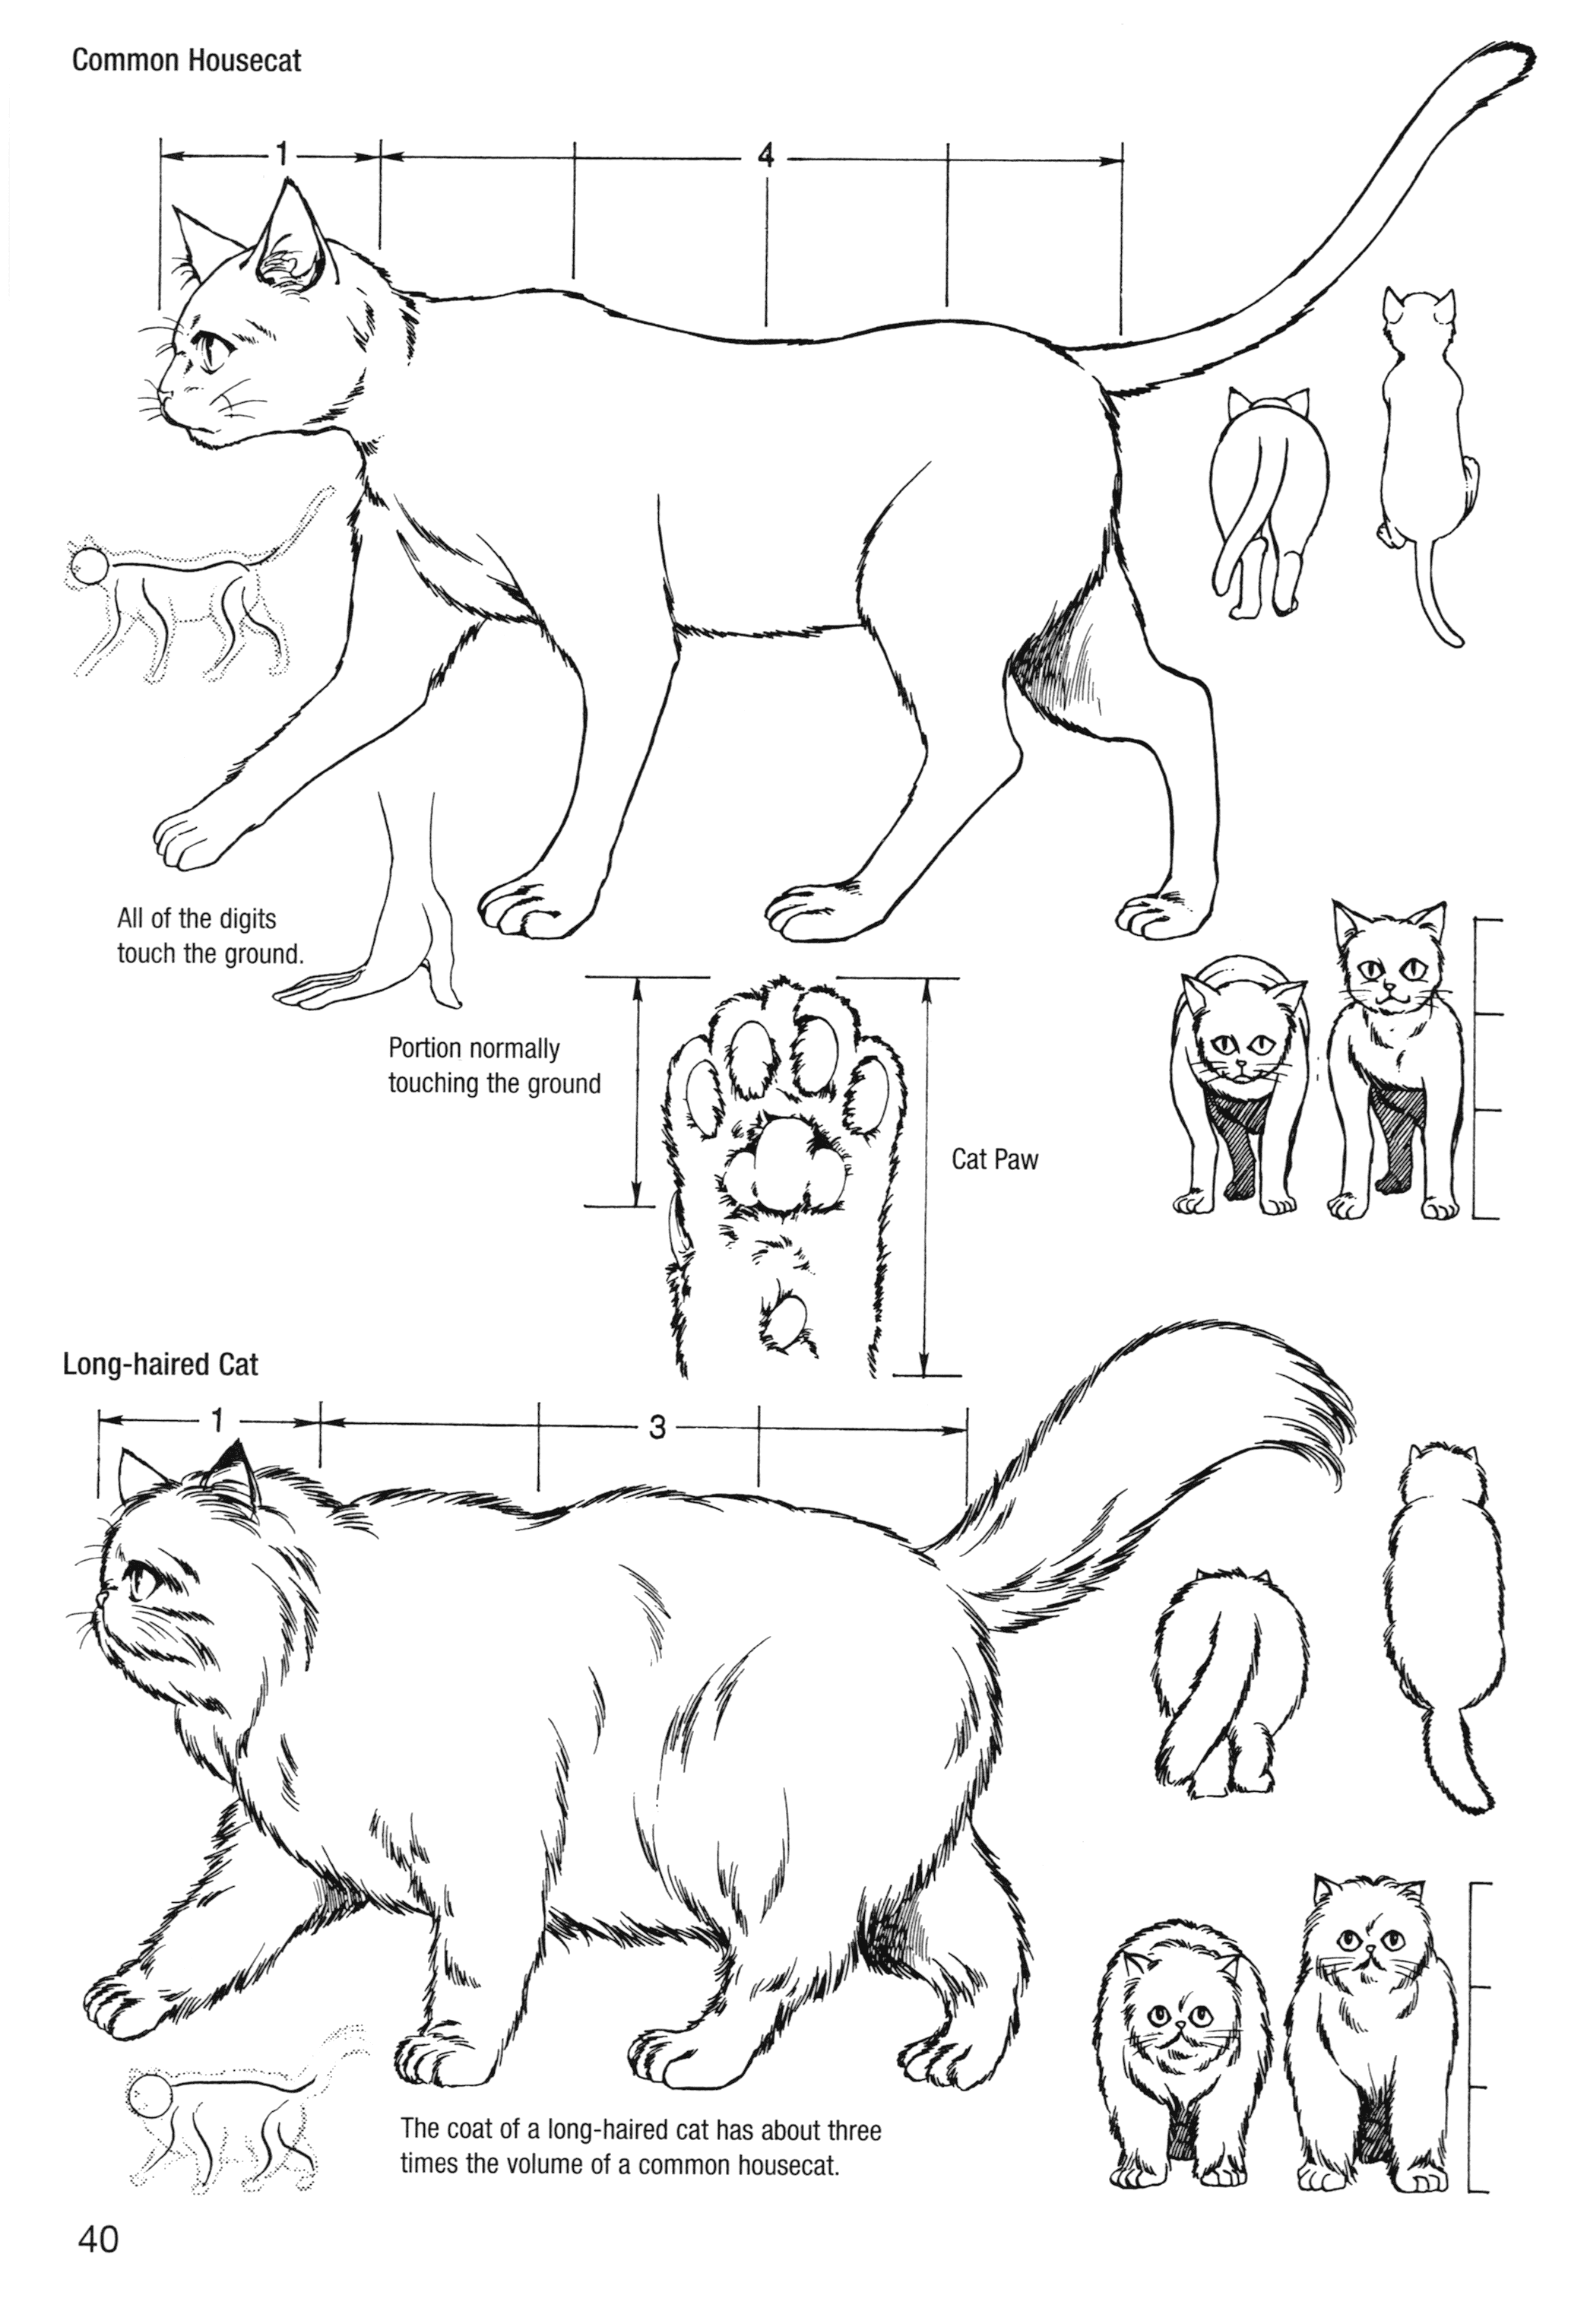 Common Housecat
1
4
All of the digits
touch the ground.
Portion normally
touching the ground
Cat Paw
Long-haired Cat
1
3
The coat of a long-haired cat has about three
times the volume of a common housecat.
40